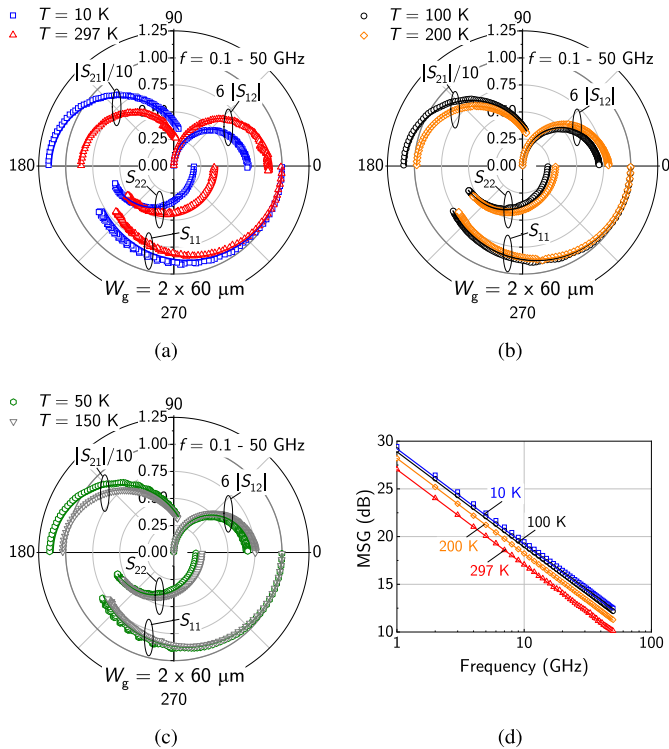 T = 10 K
T = 297 K
90
1.25
1.00
0.75
0.50
0.25
0.00
180
0
270
f = 0.1 - 50 GHz
|S21|/10
6 |S12|
S22
S11
Wg = 2 x 60 µm
(a)
T = 100 K
T = 200 K
90
1.25
1.00
0.75
0.50
0.25
0.00
180
0
270
f = 0.1 - 50 GHz
|S21|/10
6 |S12|
S22
S11
Wg = 2 x 60 µm
(b)
T = 50 K
T = 150 K
90
1.25
1.00
0.75
0.50
0.25
0.00
180
0
270
f = 0.1 - 50 GHz
|S21|/10
6 |S12|
S22
S11
Wg = 2 x 60 µm
(c)
MSG (dB)
30
25
20
15
10
10 K
100 K
200 K
297 K
1
10
100
Frequency (GHz)
(d)